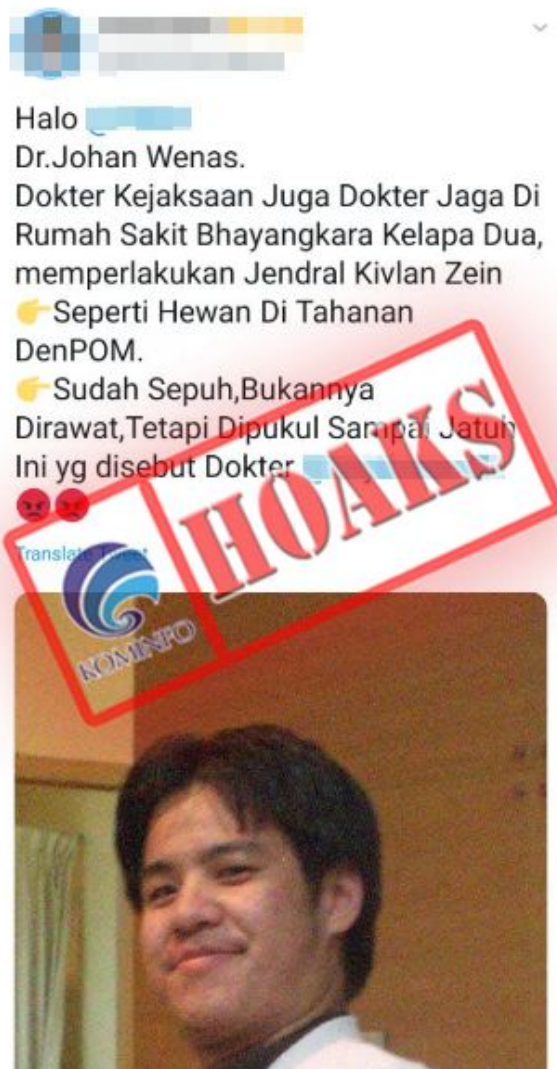 Halo
Dr.Johan Wenas.
Dokter Kejaksaan Juga Dokter Jaga Di
Rumah Sakit Bhayangkara Kelapa Dua,
memperlakukan Jendral Kivlan Zein
👉Seperti Hewan Di Tahanan
DenPOM.
👉Sudah Sepuh,Bukannya
Dirawat,Tetapi Dipukul Sampai Jatuh
Ini yg disebut Dokter
😡😡
Translate Tweet
HOAKS
KOMINFO